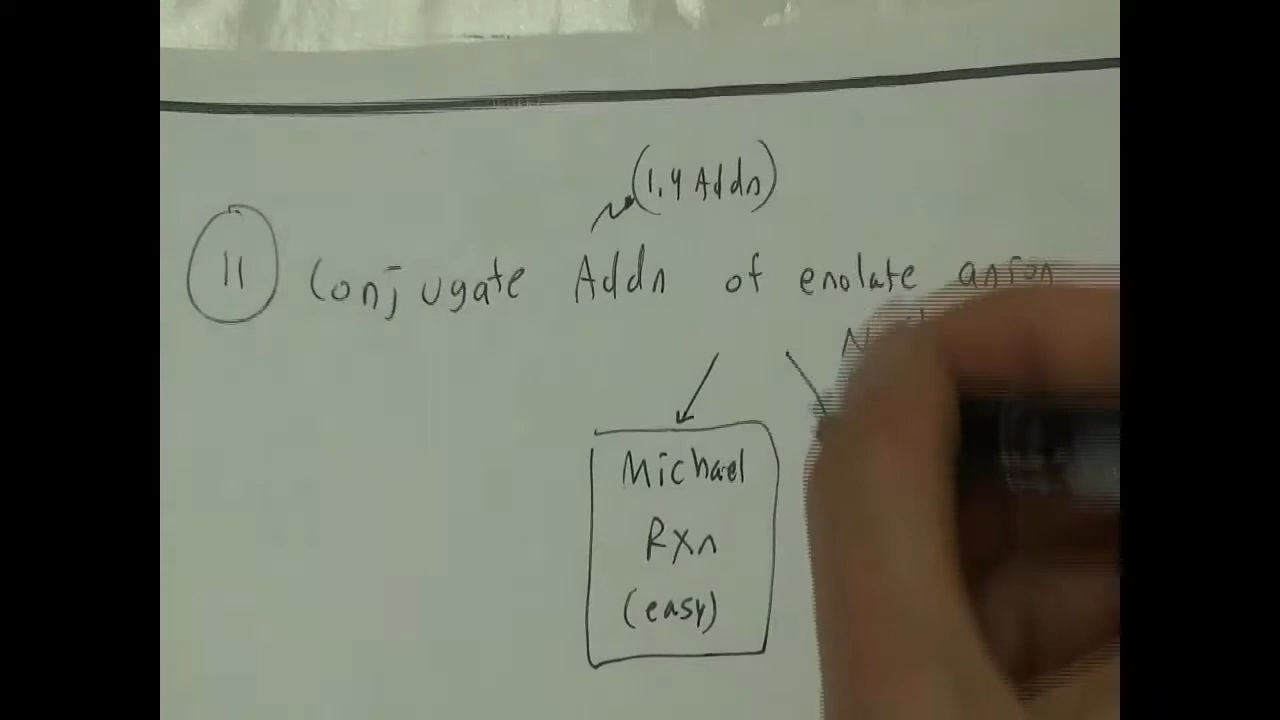 (1,4 Addn)
11 Conjugate Addn of enolate anion
Michael
Rxn
(easy)